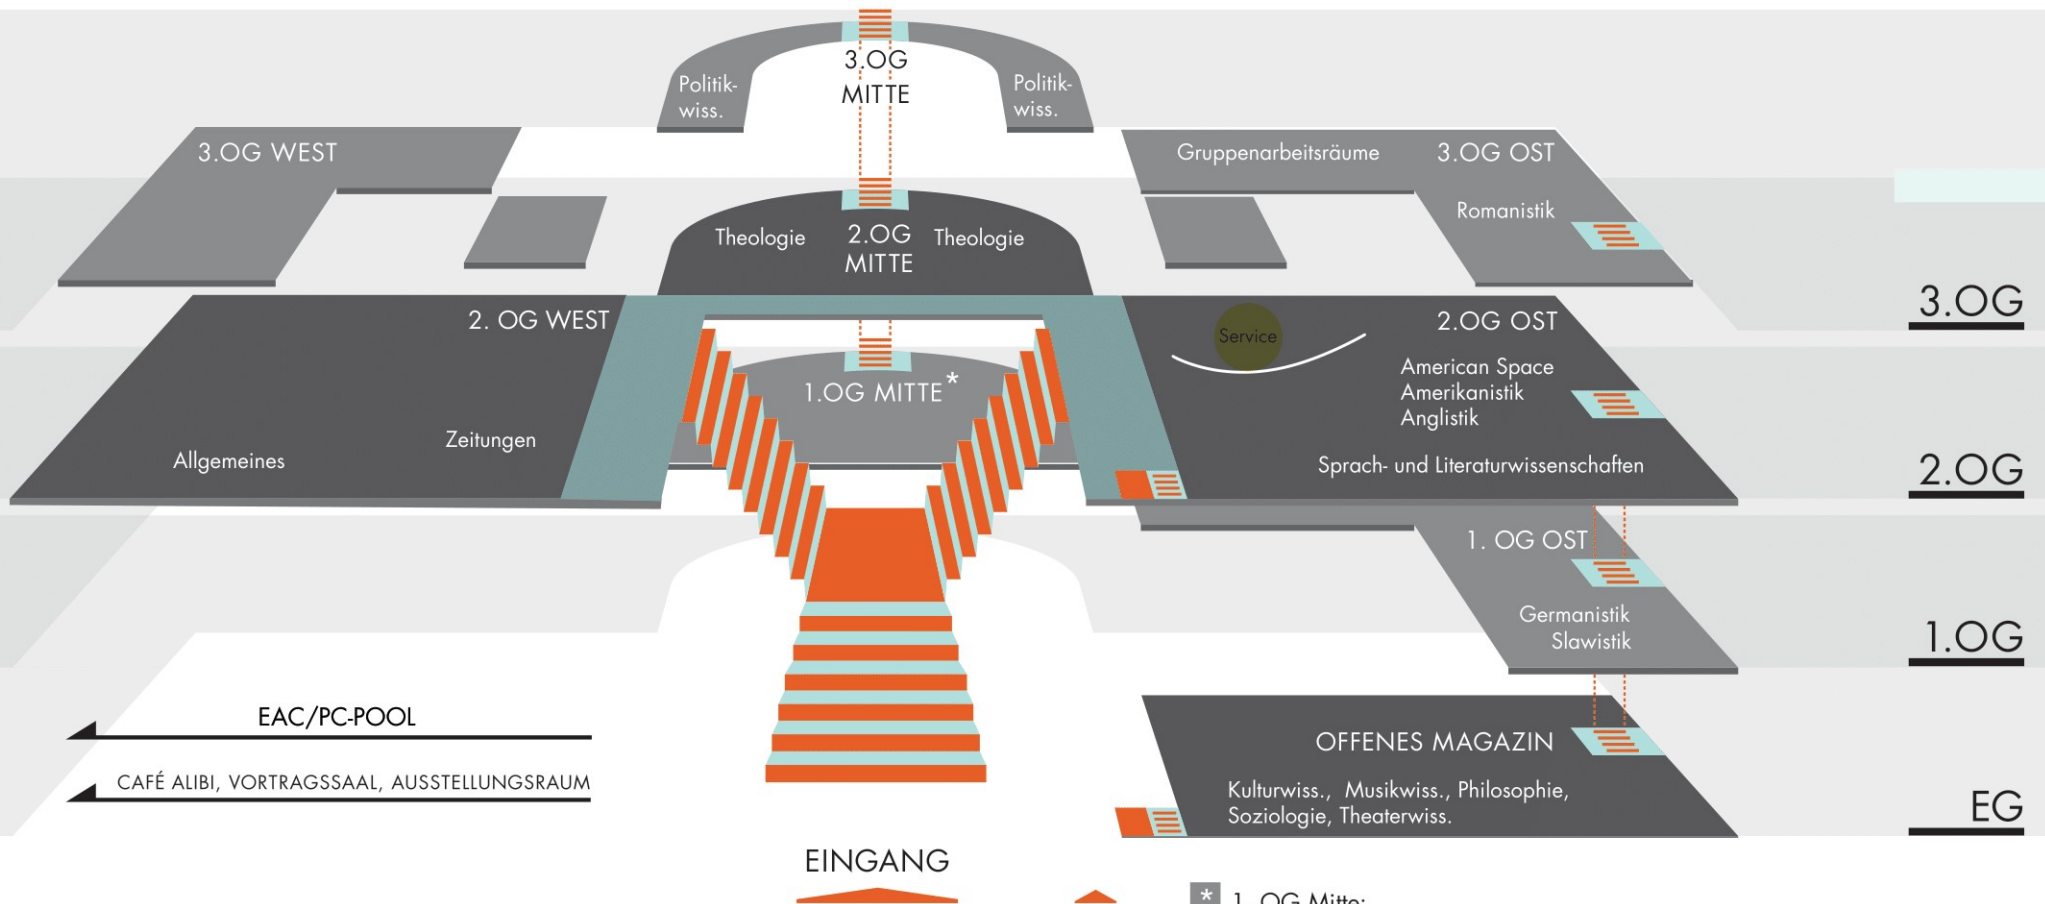 3.OG
MITTE
Politik-
wiss.
Politik-
wiss.
3.OG WEST
Gruppenarbeitsräume
3.OG OST
Romanistik
3.OG
Theologie
2.OG
MITTE
Theologie
2. OG WEST
Zeitungen
Allgemeines
1.OG MITTE*
Service
2.OG OST
American Space
Amerikanistik
Anglistik
Sprach- und Literaturwissenschaften
2.OG
1. OG OST
Germanistik
Slawistik
1.OG
EAC/PC-POOL
CAFÉ ALIBI, VORTRAGSSAAL, AUSSTELLUNGSRAUM
OFFENES MAGAZIN
Kulturwiss., Musikwiss., Philosophie,
Soziologie, Theaterwiss.
EG
EINGANG
* 1. OG Mitte: